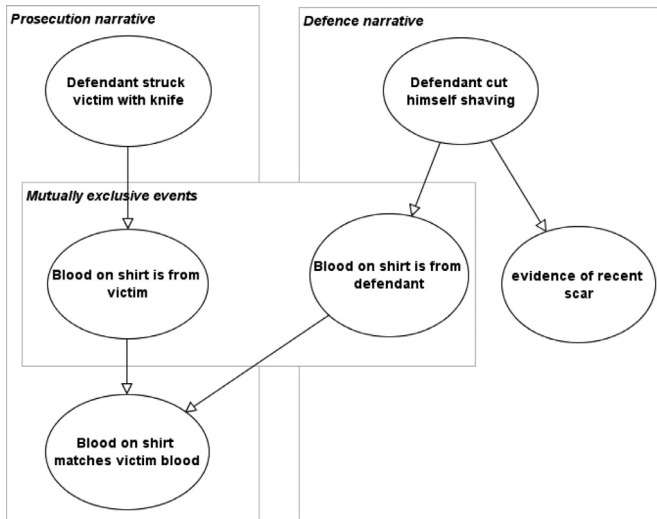 Prosecution narrative
Defence narrative
Defendant struck
victim with knife
Defendant cut
himself shaving
Mutually exclusive events
Blood on shirt is from
victim
Blood on shirt is from
defendant
evidence of recent
scar
Blood on shirt
matches victim blood